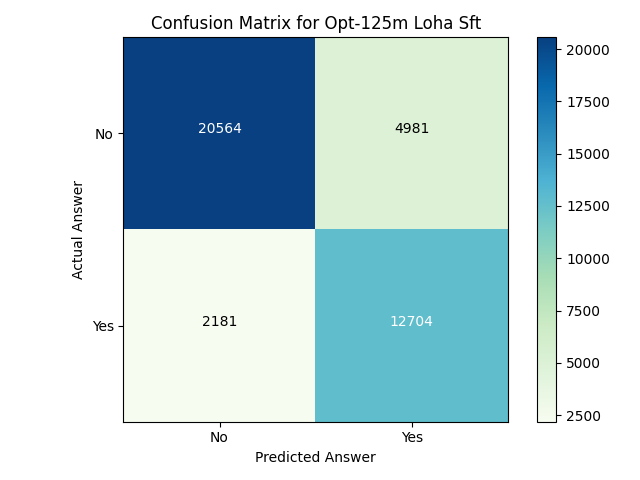 Confusion Matrix for Opt-125m Loha Sft
No
Yes
Actual Answer
20564
4981
2181
12704
No
Yes
Predicted Answer
20000
17500
15000
12500
10000
7500
5000
2500